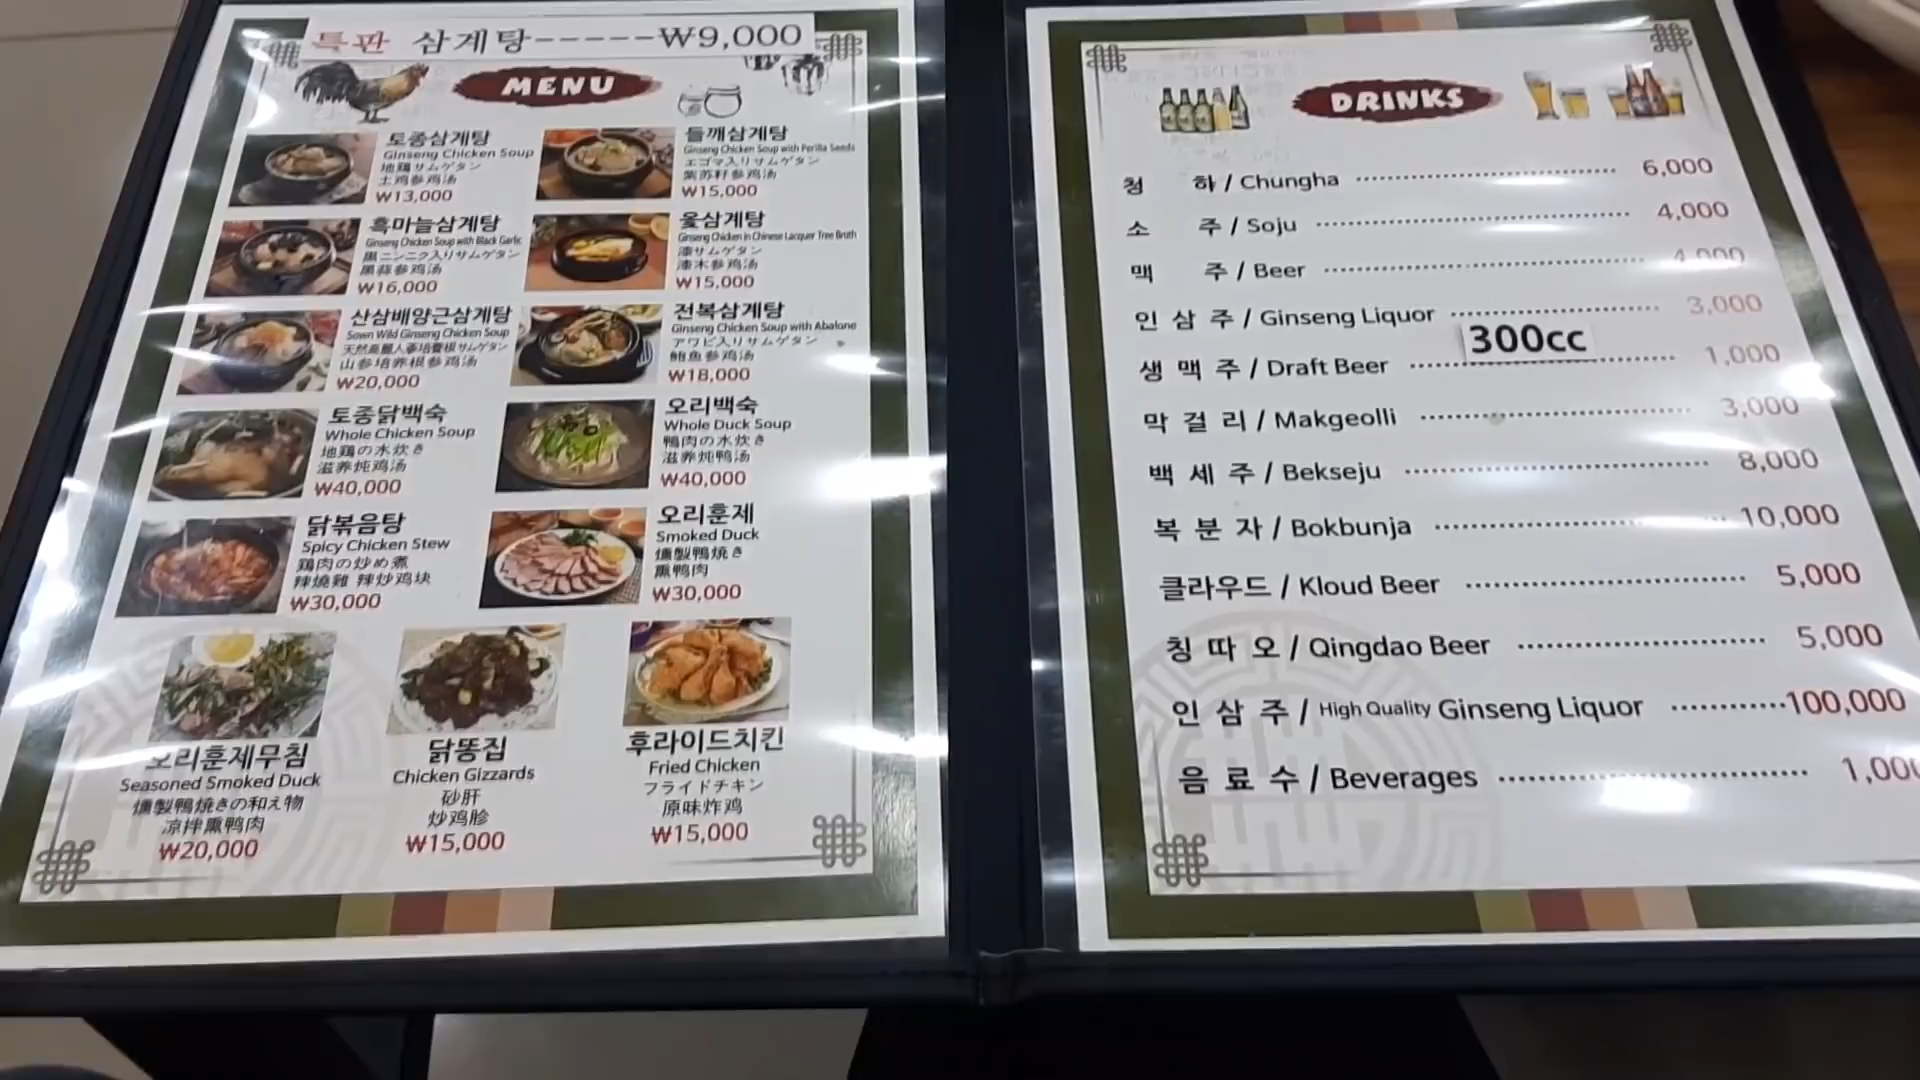 특판 삼계탕-----₩9,000
MENU
토종삼계탕
Ginseng Chicken Soup
地鶏サムゲタン
土鸡参鸡汤
₩13,000
들깨삼계탕
Ginseng Chicken Soup with Perilla Seeds
エゴマ入りサムゲタン
紫苏籽参鸡汤
₩15,000
흑마늘삼계탕
Ginseng Chicken Soup with Black Garlic
黒ニンニク入りサムゲタン
黑蒜参鸡汤
₩16,000
옻삼계탕
Ginseng Chicken in Chinese Lacquer Tree Broth
漆サムゲタン
漆木参鸡汤
₩15,000
산삼배양근삼계탕
Sown Wild Ginseng Chicken Soup
天然高麗人蔘培養根サムゲタン
山参培养根参鸡汤
₩20,000
전복삼계탕
Ginseng Chicken Soup with Abalone
アワビ入りサムゲタン
鲍鱼参鸡汤
₩18,000
토종닭백숙
Whole Chicken Soup
地鶏の水炊き
滋养炖鸡汤
₩40,000
오리백숙
Whole Duck Soup
鴨肉の水炊き
滋养炖鸭汤
₩40,000
닭볶음탕
Spicy Chicken Stew
鶏肉の炒め煮
辣燒雞 辣炒鸡块
₩30,000
오리훈제
Smoked Duck
燻製鴨焼き
熏鸭肉
₩30,000
오리훈제무침
Seasoned Smoked Duck
燻製鴨焼きの和え物
凉拌熏鸭肉
₩20,000
닭똥집
Chicken Gizzards
砂肝
炒鸡胗
₩15,000
후라이드치킨
Fried Chicken
フライドチキン
原味炸鸡
₩15,000
DRINKS
청 하 / Chungha 6,000
소 주 / Soju 4,000
맥 주 / Beer 4,000
인 삼 주 / Ginseng Liquor 3,000
300cc
생 맥 주 / Draft Beer 1,000
막 걸 리 / Makgeolli 3,000
백 세 주 / Bekseju 8,000
복 분 자 / Bokbunja 10,000
클라우드 / Kloud Beer 5,000
칭 따 오 / Qingdao Beer 5,000
인 삼 주 / High Quality Ginseng Liquor 100,000
음 료 수 / Beverages 1,000